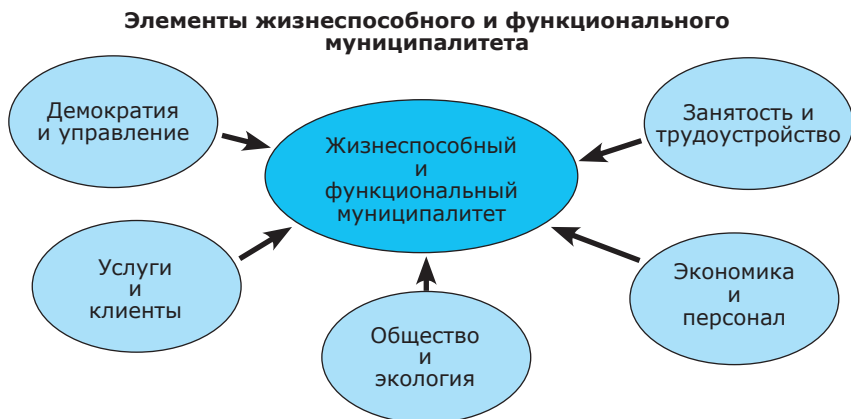 Элементы жизнеспособного и функционального
муниципалитета
Демократия
и управление
Жизнеспособный
и
функциональный
муниципалитет
Занятость и
трудоустройство
Услуги
и
клиенты
Общество
и
экология
Экономика
и
персонал